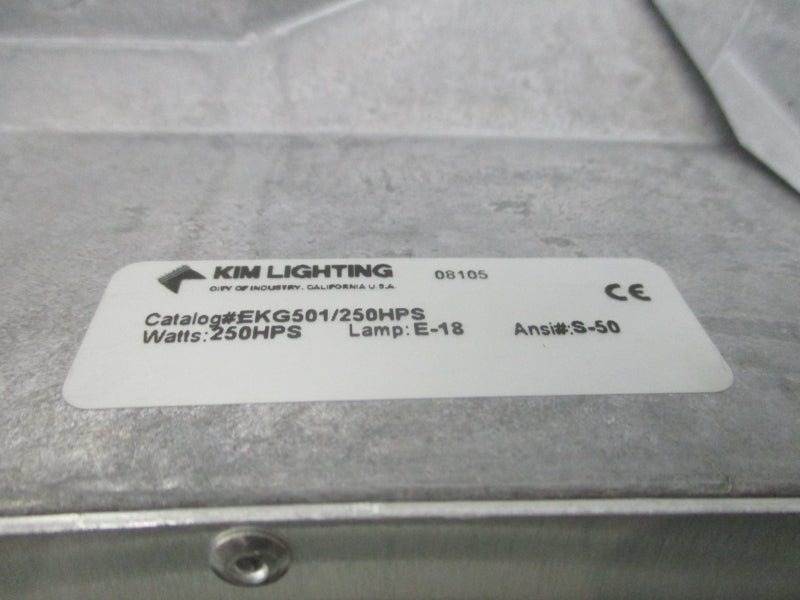 KIM LIGHTING 08105
CITY OF INDUSTRY, CALIFORNIA U.S.A.
CE
Catalog#:EKG501/250HPS
Watts:250HPS Lamp: E-18 Ansi#:S-50